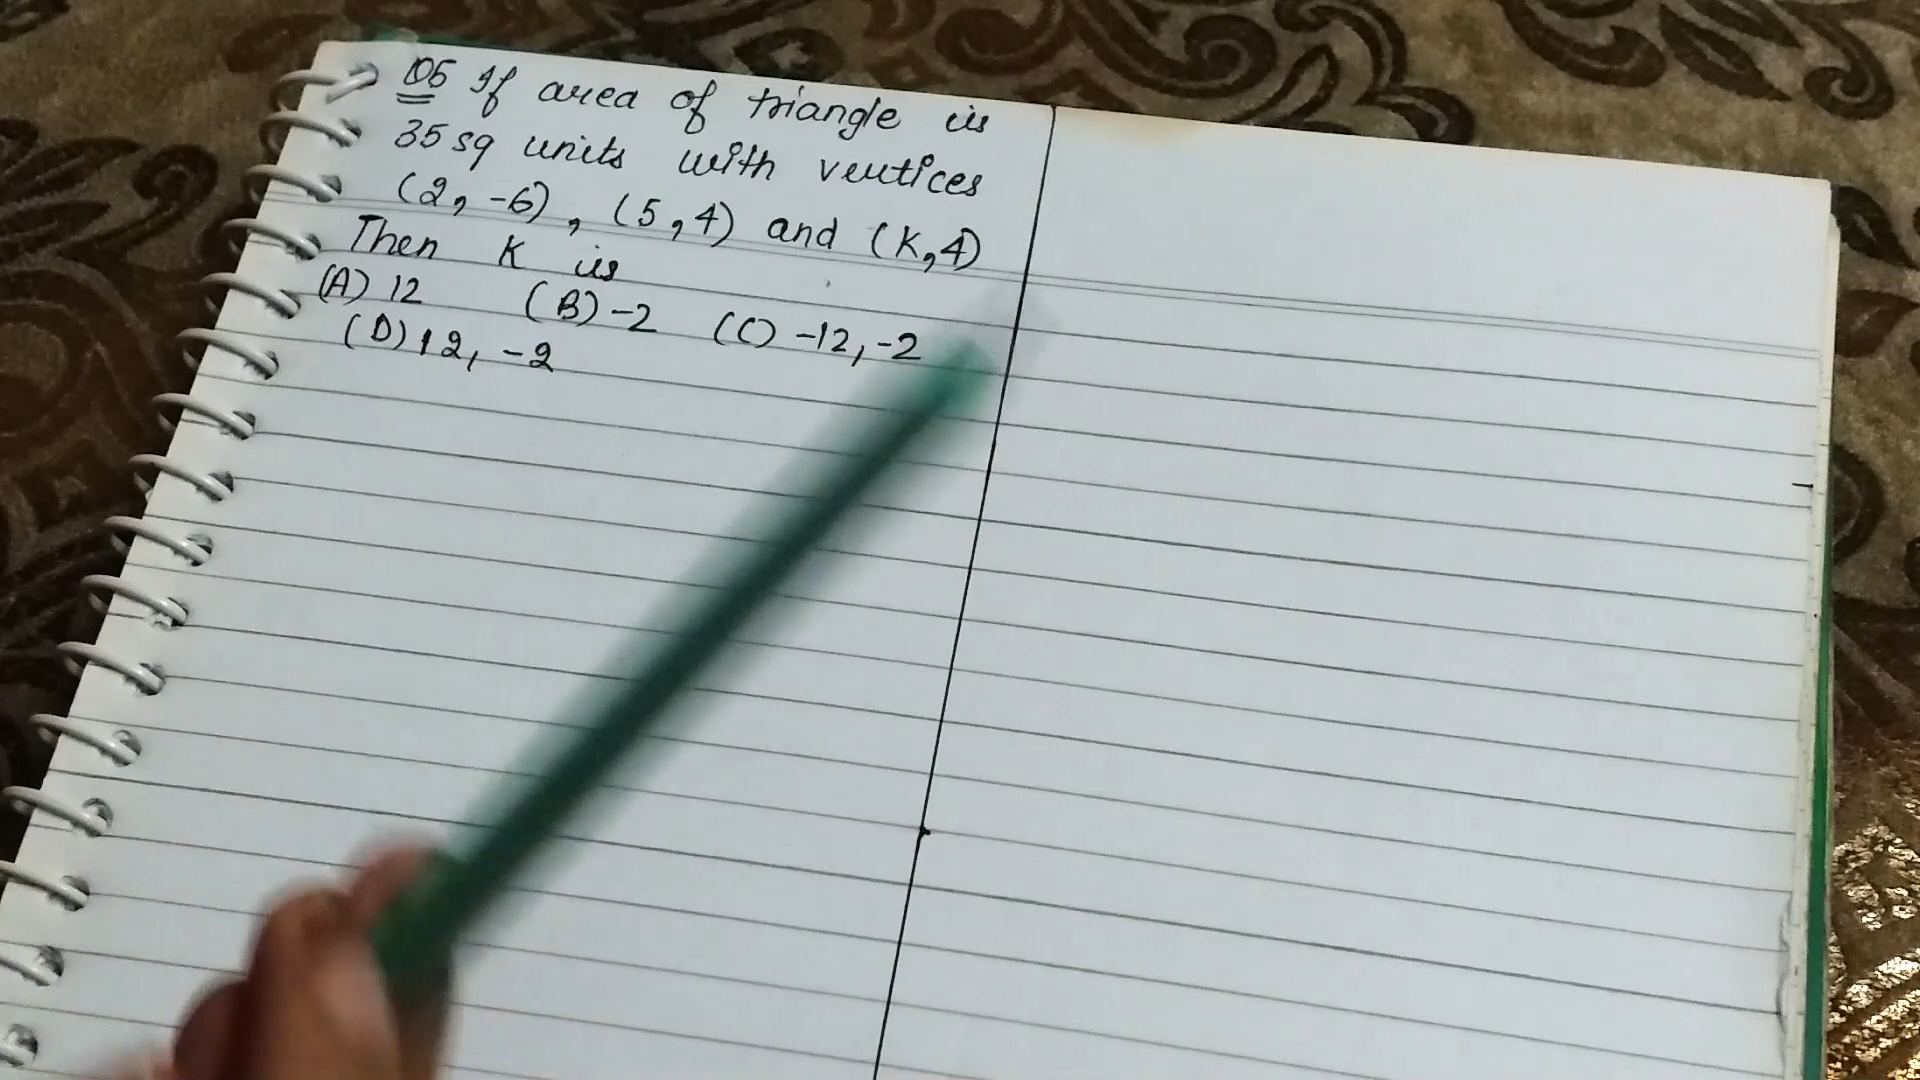 Q5 If area of triangle is
35 sq units with vertices
(2, -6), (5, 4) and (K, 4)
Then K is
(A) 12 (B) -2 (C) -12, -2
(D) 12, -2